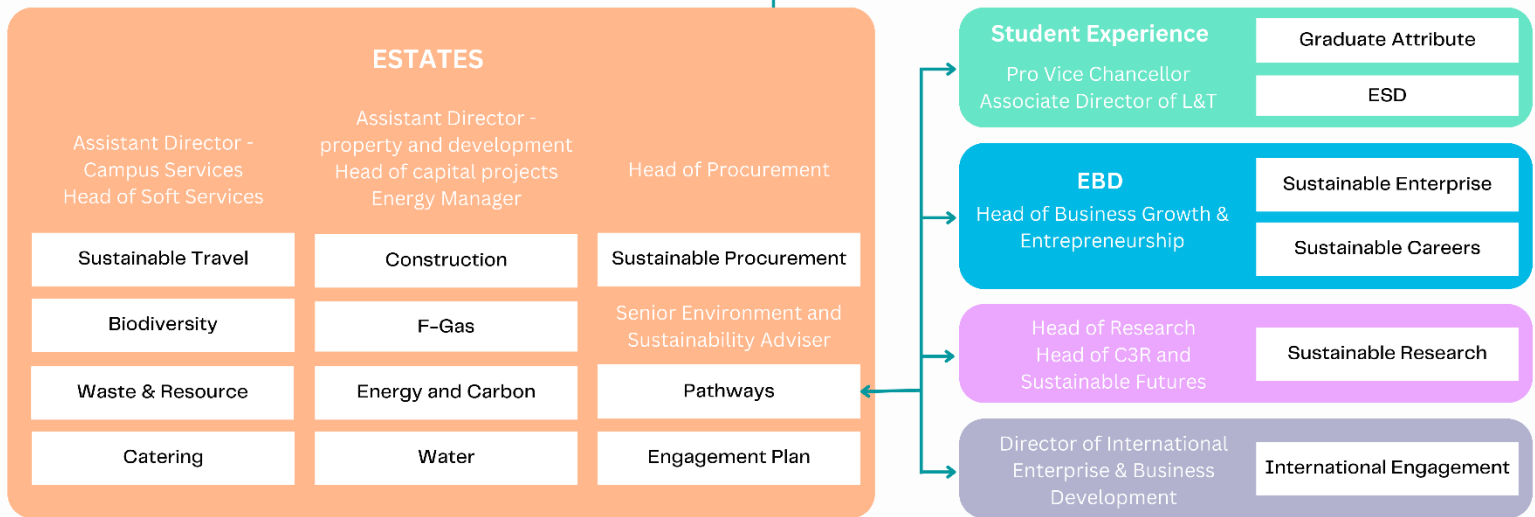 ESTATES
Assistant Director -
Campus Services
Head of Soft Services
Sustainable Travel
Biodiversity
Waste & Resource
Catering
Assistant Director -
property and development
Head of capital projects
Energy Manager
Construction
F-Gas
Energy and Carbon
Water
Head of Procurement
Sustainable Procurement
Senior Environment and
Sustainability Adviser
Pathways
Engagement Plan
Student Experience
Pro Vice Chancellor
Associate Director of L&T
Graduate Attribute
ESD
EBD
Head of Business Growth &
Entrepreneurship
Sustainable Enterprise
Sustainable Careers
Head of Research
Head of C3R and
Sustainable Futures
Sustainable Research
Director of International
Enterprise & Business
Development
International Engagement